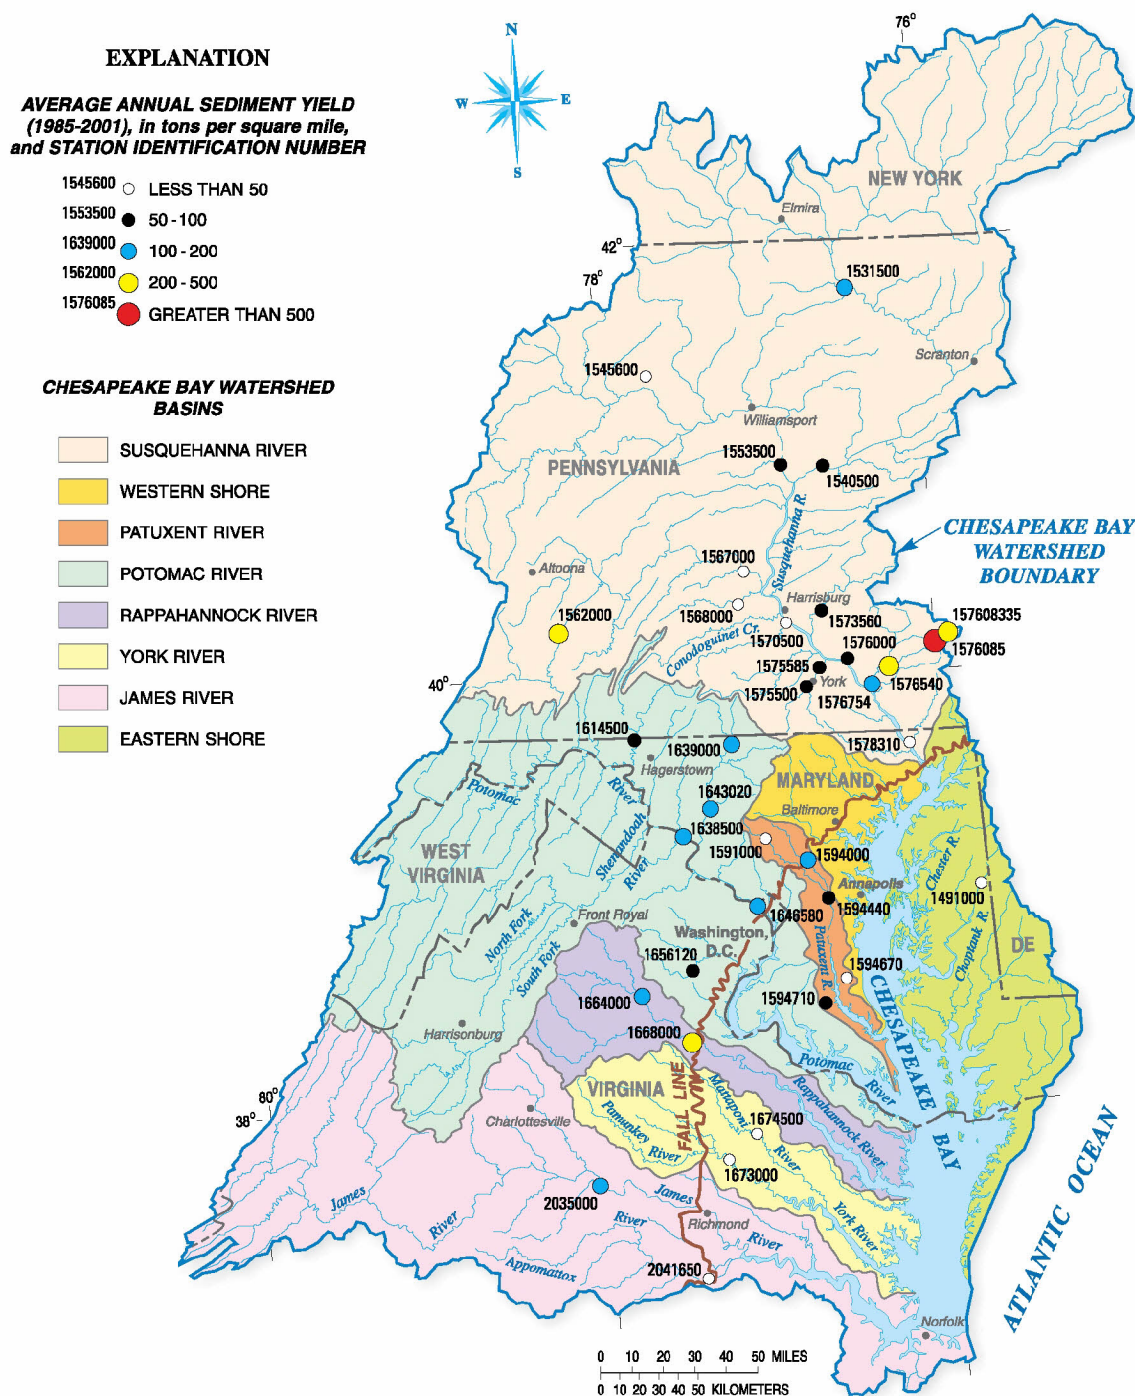 EXPLANATION
AVERAGE ANNUAL SEDIMENT YIELD
(1985-2001), in tons per square mile,
and STATION IDENTIFICATION NUMBER
1545600 LESS THAN 50
1553500 50 - 100
1639000 100 - 200
1562000 200 - 500
1576085 GREATER THAN 500
CHESAPEAKE BAY WATERSHED
BASINS
SUSQUEHANNA RIVER
WESTERN SHORE
PATUXENT RIVER
POTOMAC RIVER
RAPPAHANNOCK RIVER
YORK RIVER
JAMES RIVER
EASTERN SHORE
N
W
E
S
76°
NEW YORK
Elmira
42°
78°
1531500
Scranton
1545600
Williamsport
1553500
PENNSYLVANIA
1540500
Susquehanna R.
CHESAPEAKE BAY
WATERSHED
BOUNDARY
1567000
Altoona
1568000
Harrisburg
1562000
1573560
157608335
1570500
1576000
1576085
Conodoguinet Cr.
1575585
York
1576540
40°
1575500
1576754
1614500
1639000
1578310
Hagerstown
MARYLAND
Potomac
River
1643020
Baltimore
1638500
Shenandoah
River
1591000
1594000
WEST
VIRGINIA
Chester R.
Annapolis
1491000
Front Royal
1646580
1594440
North Fork
South Fork
Washington,
D.C.
Choptank R.
DE
1656120
Patuxent R.
1594670
1664000
1594710
CHESAPEAKE
BAY
Harrisonburg
1668000
Potomac
River
VIRGINIA
FALL LINE
Mattaponi
River
Rappahannock River
80°
38°
Charlottesville
Pamunkey
River
1674500
1673000
ATLANTIC OCEAN
2035000
James
River
James
River
River
York River
Richmond
Appomattox
2041650
Norfolk
0 10 20 30 40 50 MILES
0 10 20 30 40 50 KILOMETERS